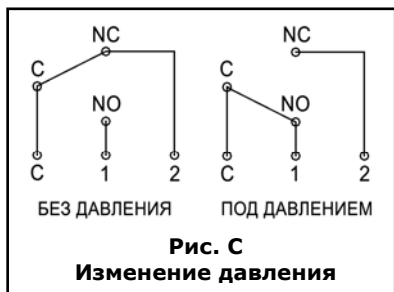 NC NC
C C
NO NO
C 1 2 C 1 2
БЕЗ ДАВЛЕНИЯ ПОД ДАВЛЕНИЕМ
Рис. С
Изменение давления